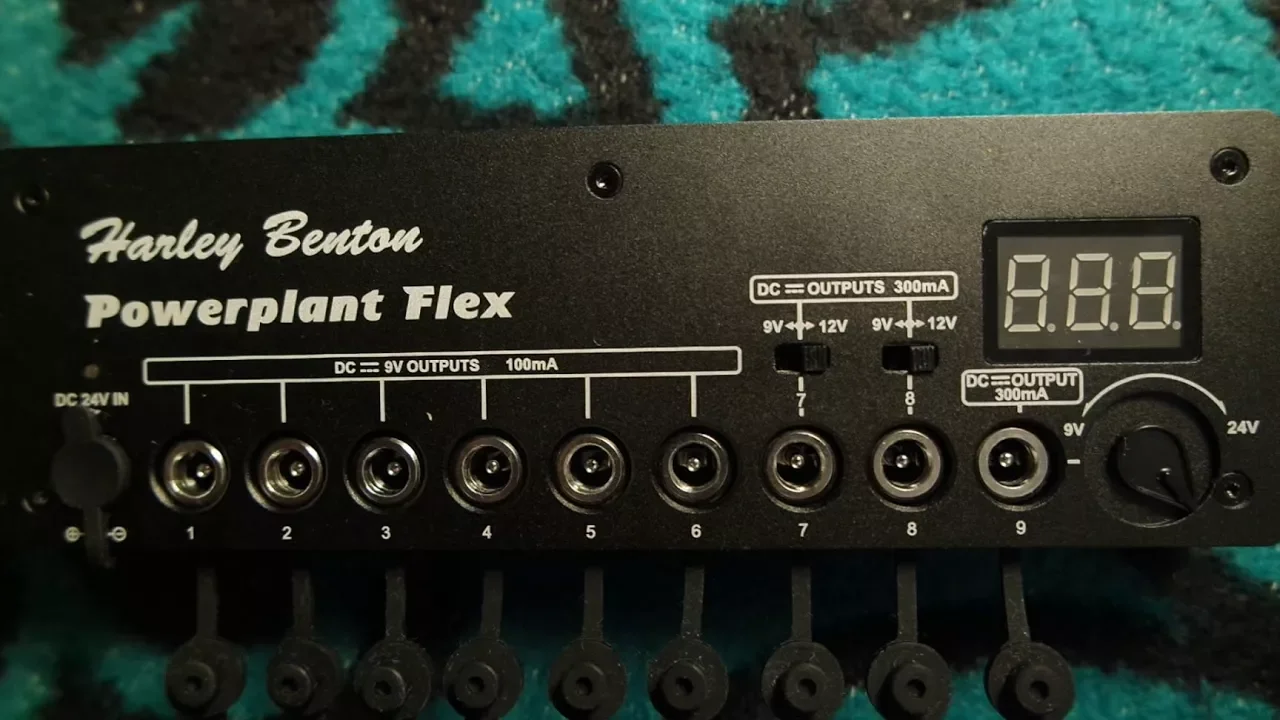 Harley Benton
Powerplant Flex
DC ⎓ OUTPUTS 300mA
9V 12V 9V 12V
DC ⎓ 9V OUTPUTS 100mA
DC ⎓ OUTPUT
300mA
DC 24V IN
7 8
9V 24V
1 2 3 4 5 6 7 8 9